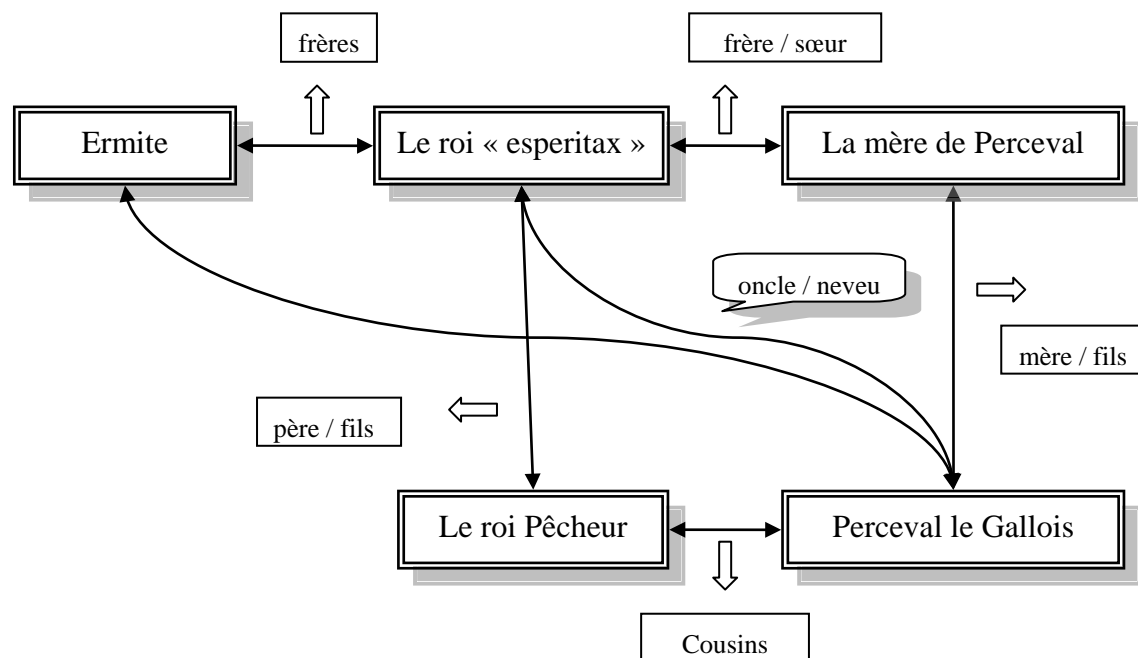 frères
frère / sœur
Ermite
Le roi « esperitax »
La mère de Perceval
oncle / neveu
mère / fils
père / fils
Le roi Pêcheur
Perceval le Gallois
Cousins